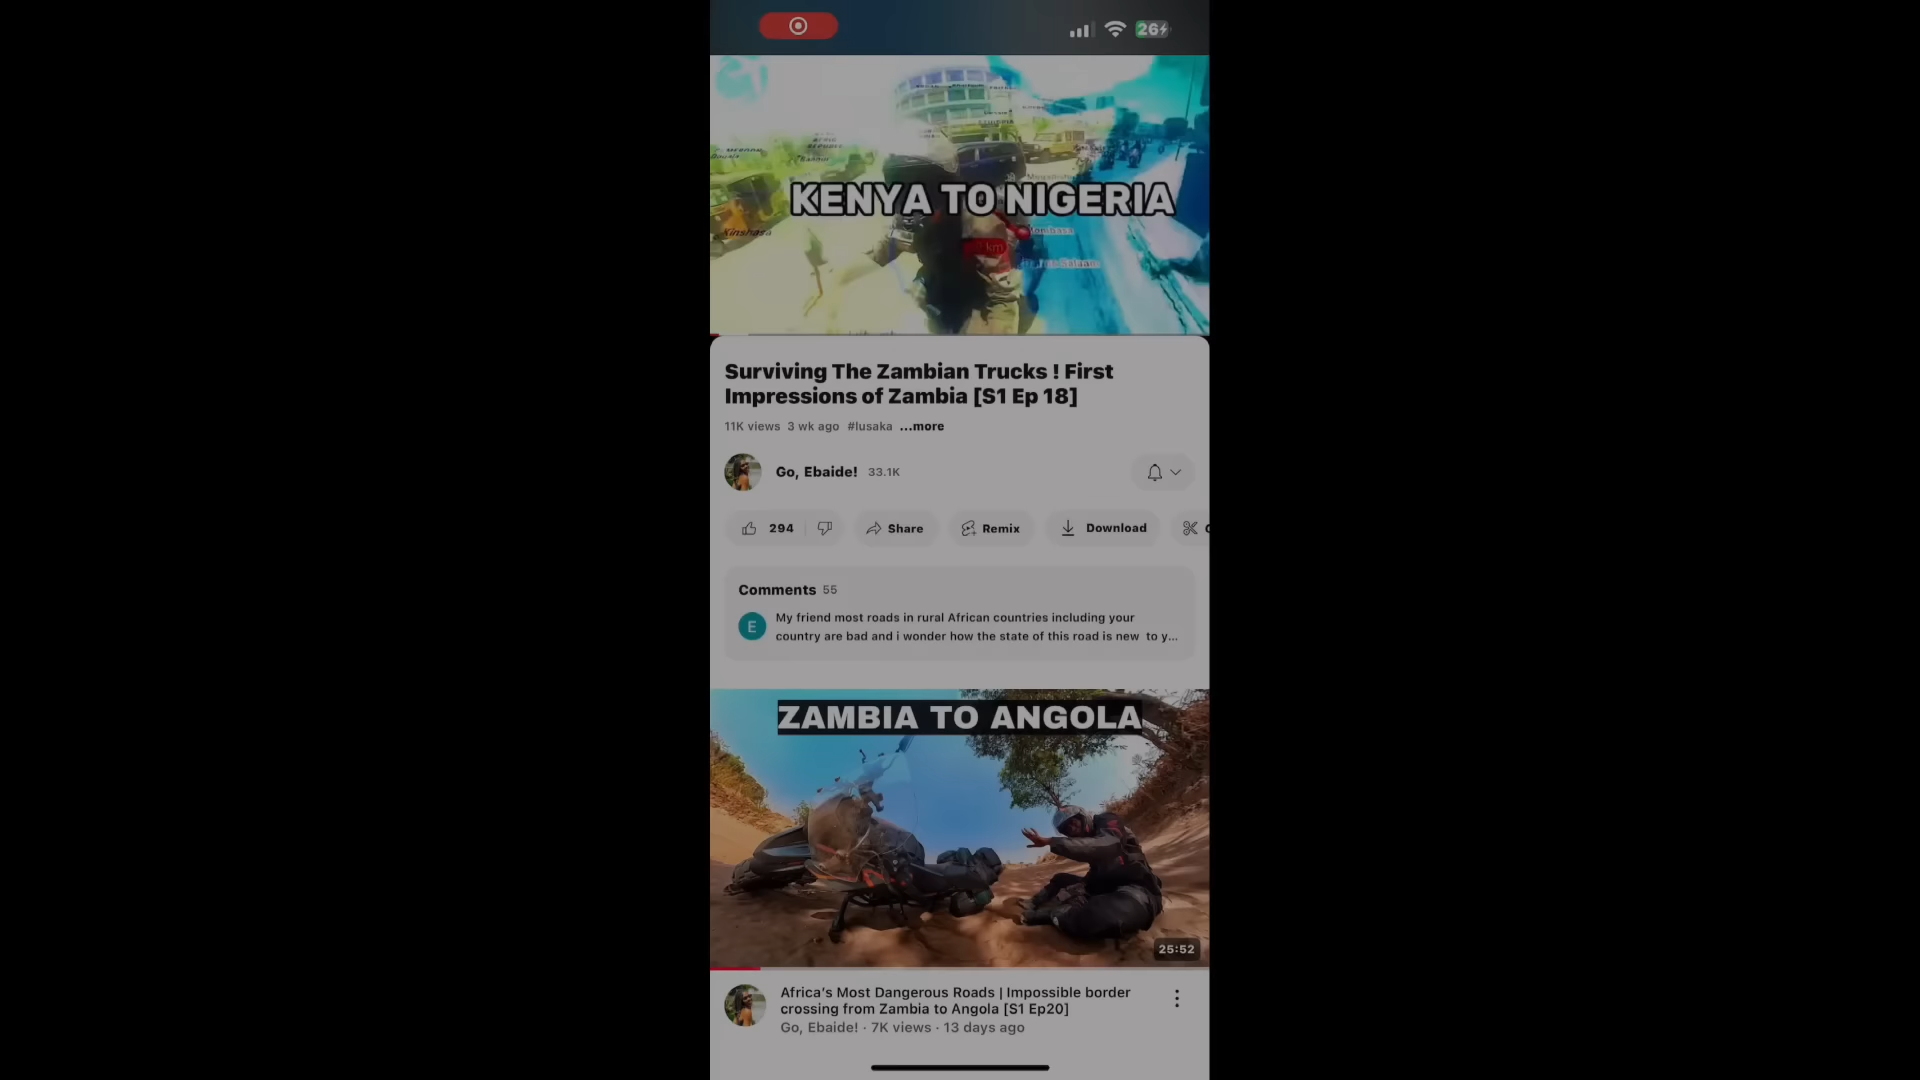 26
KENYA TO NIGERIA
Kinshasa
km
Surviving The Zambian Trucks ! First
Impressions of Zambia [S1 Ep 18]
11K views 3 wk ago #lusaka ...more
Go, Ebaide! 33.1K
294 Share Remix Download
Comments 55
E
My friend most roads in rural African countries including your
country are bad and i wonder how the state of this road is new to y...
ZAMBIA TO ANGOLA
25:52
Africa's Most Dangerous Roads | Impossible border
crossing from Zambia to Angola [S1 Ep20]
Go, Ebaide! · 7K views · 13 days ago